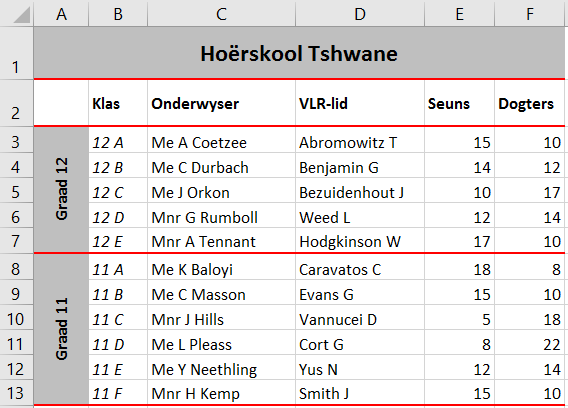 A B C D E F
1 Hoërskool Tshwane
2 Klas Onderwyser VLR-lid Seuns Dogters
Graad 12
3 12 A Me A Coetzee Abromowitz T 15 10
4 12 B Me C Durbach Benjamin G 14 12
5 12 C Me J Orkon Bezuidenhout J 10 17
6 12 D Mnr G Rumboll Weed L 12 14
7 12 E Mnr A Tennant Hodgkinson W 17 10
Graad 11
8 11 A Me K Baloyi Caravatos C 18 8
9 11 B Me C Masson Evans G 15 10
10 11 C Mnr J Hills Vannucei D 5 18
11 11 D Me L Pleass Cort G 8 22
12 11 E Me Y Neethling Yus N 12 14
13 11 F Mnr H Kemp Smith J 15 10